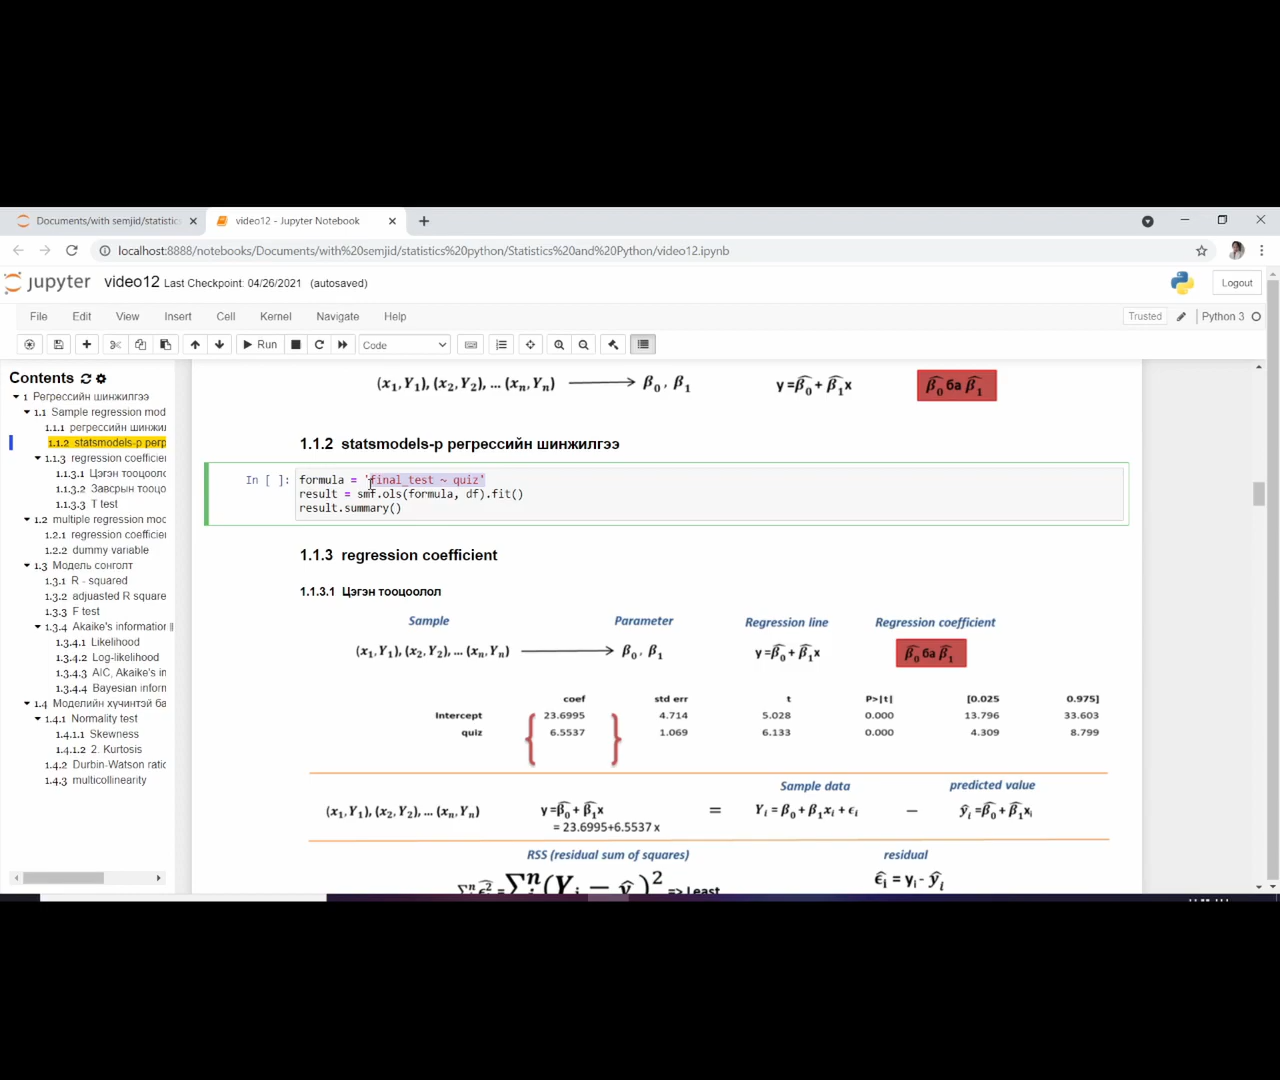 Documents/with semjid/statistic
video12 - Jupyter Notebook
localhost:8888/notebooks/Documents/with%20semjid/statistics%20python/Statistics%20and%20Python/video12.ipynb
jupyter video12 Last Checkpoint: 04/26/2021 (autosaved)
Logout
File Edit View Insert Cell Kernel Navigate Help
Trusted Python 3
Run Code
Contents
1 Регрессийн шинжилгээ
1.1 Sample regression mod
1.1.1 регрессийн шинжил
1.1.2 statsmodels-р регр
1.1.3 regression coefficie
1.1.3.1 Цэгэн тооцоолс
1.1.3.2 Завсрын тооцо
1.1.3.3 T test
1.2 multiple regression moc
1.2.1 regression coefficie
1.2.2 dummy variable
1.3 Модель сонголт
1.3.1 R - squared
1.3.2 adjuasted R square
1.3.3 F test
1.3.4 Akaike's information
1.3.4.1 Likelihood
1.3.4.2 Log-likelihood
1.3.4.3 AIC, Akaike's in
1.3.4.4 Bayesian inforn
1.4 Моделийн хүчинтэй ба
1.4.1 Normality test
1.4.1.1 Skewness
1.4.1.2 2. Kurtosis
1.4.2 Durbin-Watson ratic
1.4.3 multicollinearity
(x₁,Y₁), (x₂,Y₂), ... (xₙ,Yₙ) → β₀, β₁ y =β̂₀+ β̂₁x β̂₀ ба β̂₁
1.1.2 statsmodels-р регрессийн шинжилгээ
In [ ]: formula = 'final_test ~ quiz'
result = smf.ols(formula, df).fit()
result.summary()
1.1.3 regression coefficient
1.1.3.1 Цэгэн тооцоолол
Sample Parameter Regression line Regression coefficient
(x₁,Y₁), (x₂,Y₂), ... (xₙ,Yₙ) → β₀, β₁ y =β̂₀+ β̂₁x β̂₀ ба β̂₁
coef std err t P>|t| [0.025 0.975]
Intercept 23.6995 4.714 5.028 0.000 13.796 33.603
quiz 6.5537 1.069 6.133 0.000 4.309 8.799
Sample data predicted value
(x₁,Y₁), (x₂,Y₂), ... (xₙ,Yₙ) y =β̂₀+ β̂₁x = Yᵢ = β₀ + β₁xᵢ + ϵᵢ − ŷᵢ =β̂₀+ β̂₁xᵢ
= 23.6995+6.5537 x
RSS (residual sum of squares) residual
ϵ̂ᵢ = yᵢ - ŷᵢ
=> Least